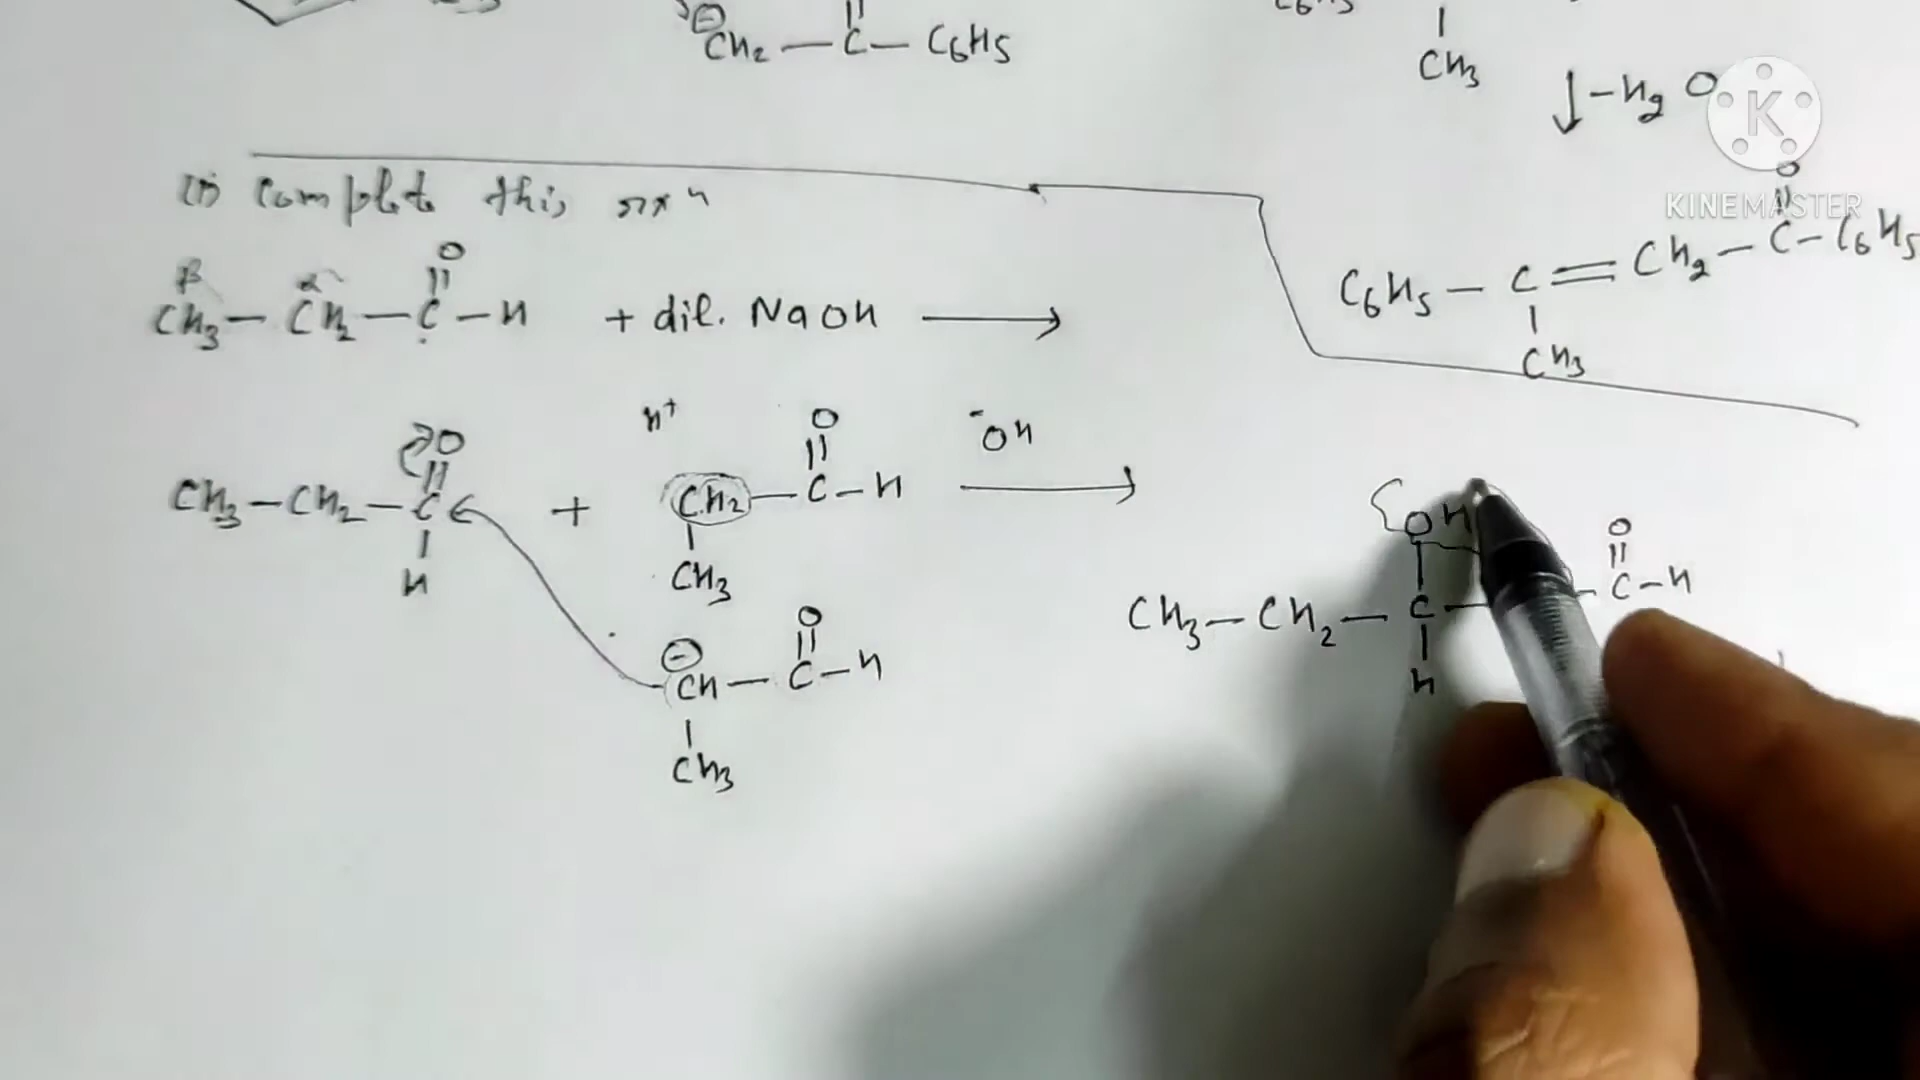 ⊖
CH₂ — C — C6H5
CH3
↓ -H2O
K
KINEMASTER
O
C6H5 — C = CH2 — C — C6H5
CH3
complete this rxn
β α O
CH3 — CH2 — C — H + dil. NaOH →
H+ O -OH
O
CH3 — CH2 — C + CH2 — C — H →
H CH3
⊖ O
CH — C — H
CH3
OH O
CH3 — CH2 — C — C — H
H